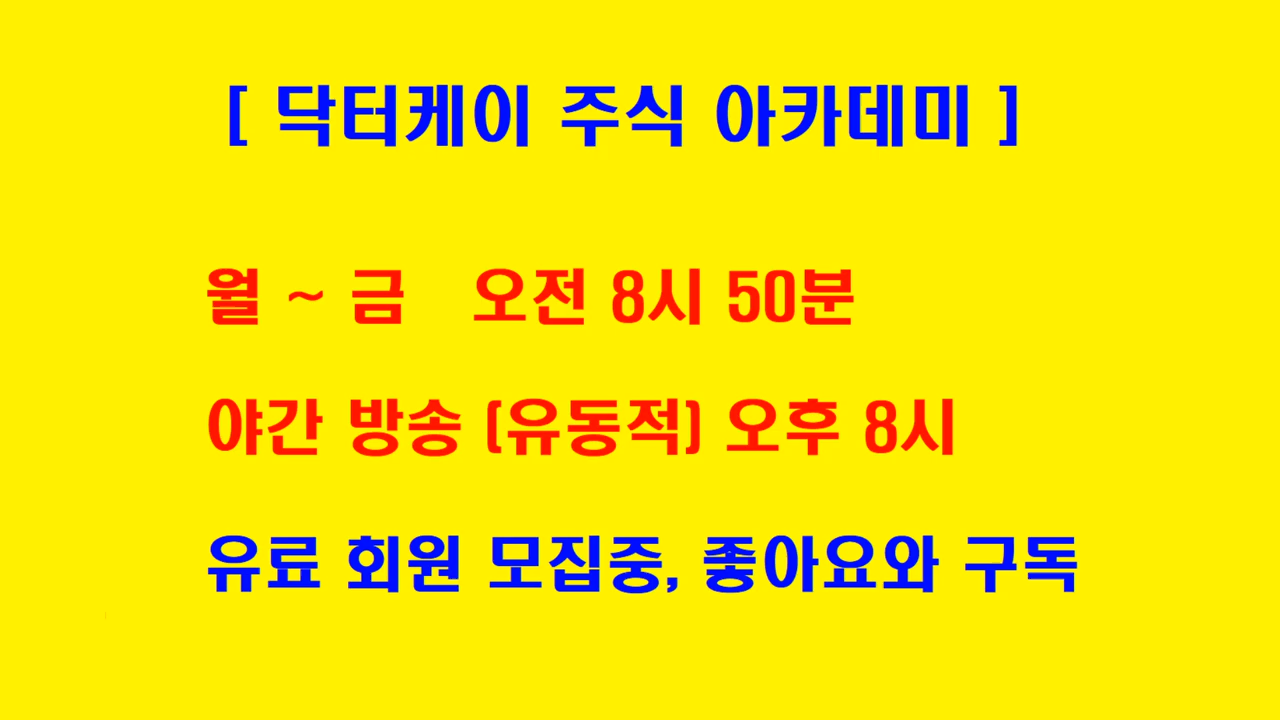 [ 닥터케이 주식 아카데미 ]
월 ~ 금 오전 8시 50분
야간 방송 (유동적) 오후 8시
유료 회원 모집중, 좋아요와 구독